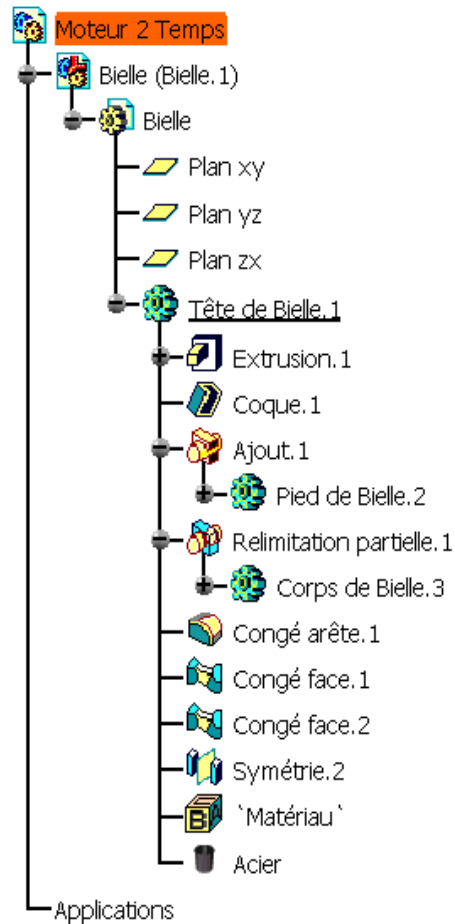 Moteur 2 Temps
Bielle (Bielle.1)
Bielle
Plan xy
Plan yz
Plan zx
Tête de Bielle.1
Extrusion.1
Coque.1
Ajout.1
Pied de Bielle.2
Relimitation partielle.1
Corps de Bielle.3
Congé arête.1
Congé face.1
Congé face.2
Symétrie.2
`Matériau`
Acier
Applications